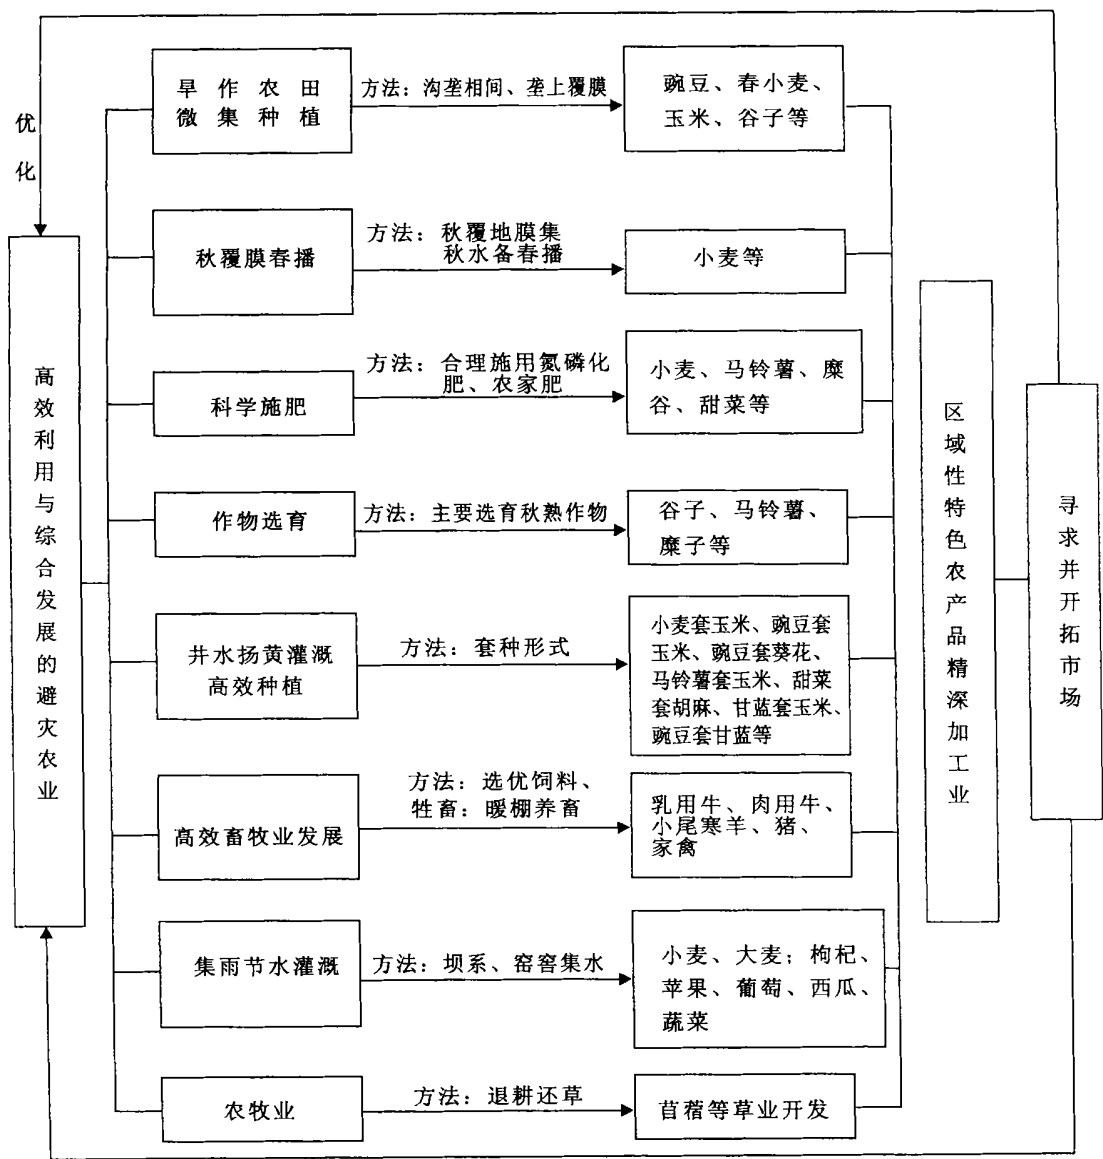 优
化
高效利用与综合发展的避灾农业
旱作农田
微集种植
方法：沟垄相间、垄上覆膜
豌豆、春小麦、
玉米、谷子等
秋覆膜春播
方法：秋覆地膜集
秋水备春播
小麦等
科学施肥
方法：合理施用氮磷化
肥、农家肥
小麦、马铃薯、糜
谷、甜菜等
作物选育
方法：主要选育秋熟作物
谷子、马铃薯、
糜子等
井水扬黄灌溉
高效种植
方法：套种形式
小麦套玉米、豌豆套
玉米、豌豆套葵花、
马铃薯套玉米、甜菜
套胡麻、甘蓝套玉米、
豌豆套甘蓝等
高效畜牧业发展
方法：选优饲料、
牲畜：暖棚养畜
乳用牛、肉用牛、
小尾寒羊、猪、
家禽
集雨节水灌溉
方法：坝系、窑窖集水
小麦、大麦；枸杞、
苹果、葡萄、西瓜、
蔬菜
农牧业
方法：退耕还草
苜蓿等草业开发
区域性特色农产品精深加工业
寻求并开拓市场